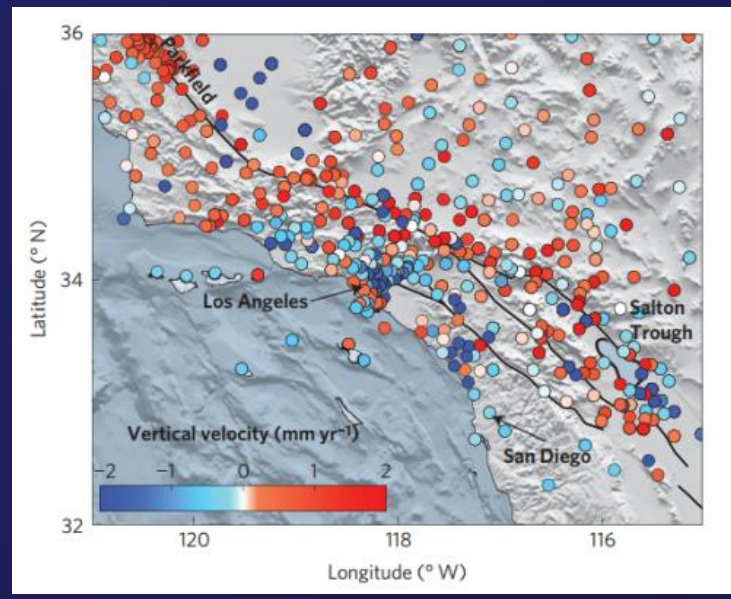 36
34
32
Latitude (° N)
Parkfield
Los Angeles
Salton
Trough
San Diego
Vertical velocity (mm yr⁻¹)
−2 −1 0 1 2
120 118 116
Longitude (° W)